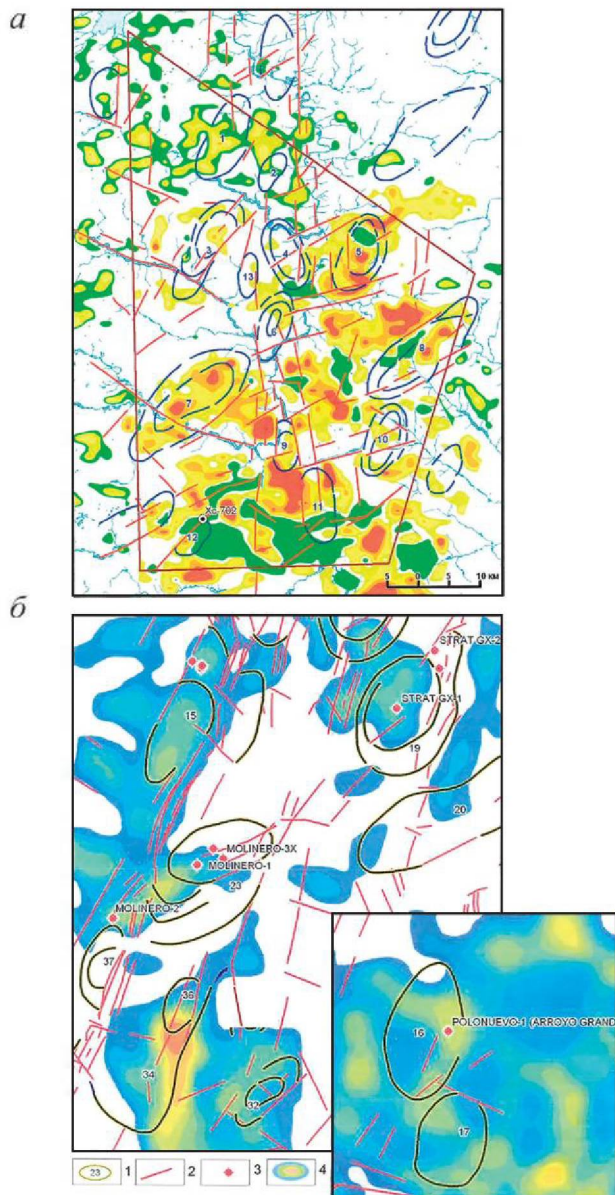 а
1
2
3
4
5
13
6
7
8
9
10
11
Хс-702
12
5 0 5 10 км
б
STRAT GX-2
15
STRAT GX-1
19
20
MOLINERO-3X
MOLINERO-1
23
MOLINERO-2
37
16
POLONUEVO-1 (ARROYO GRAND
34
32
17
23 1 2 3 4